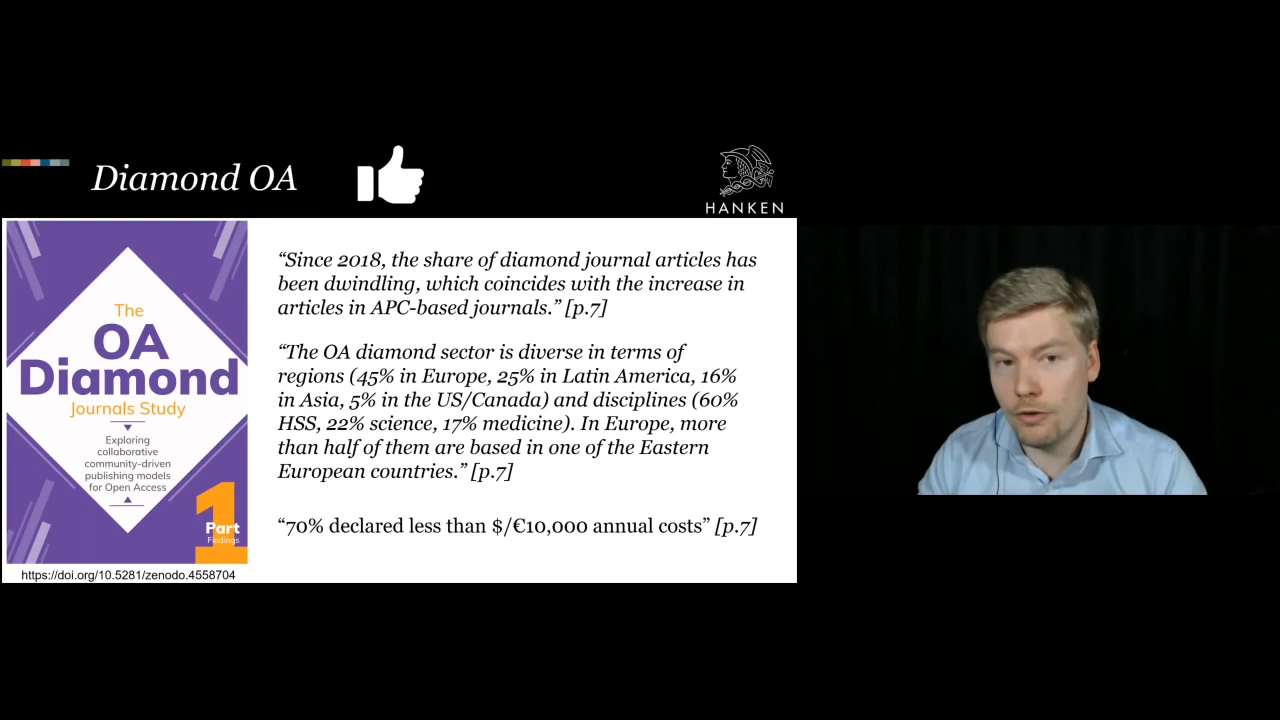 Diamond OA
HANKEN
The
OA
Diamond
Journals Study
Exploring
collaborative
community-driven
publishing models
for Open Access
1
Part
Findings
https://doi.org/10.5281/zenodo.4558704
“Since 2018, the share of diamond journal articles has
been dwindling, which coincides with the increase in
articles in APC-based journals.” [p.7]
“The OA diamond sector is diverse in terms of
regions (45% in Europe, 25% in Latin America, 16%
in Asia, 5% in the US/Canada) and disciplines (60%
HSS, 22% science, 17% medicine). In Europe, more
than half of them are based in one of the Eastern
European countries.” [p.7]
“70% declared less than $/€10,000 annual costs” [p.7]